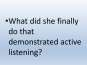 •What did she finally
do that
demonstrated active
listening?